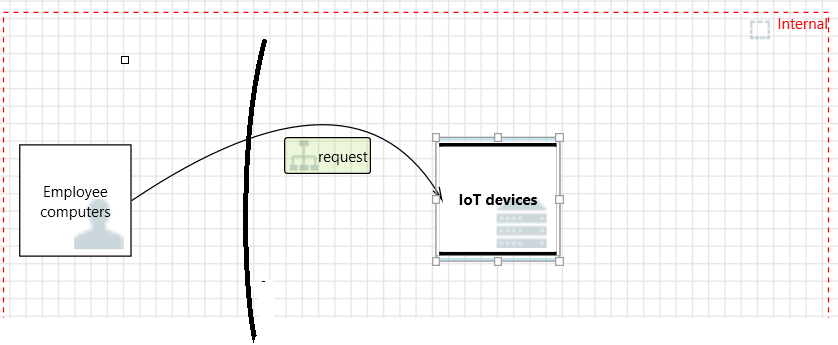 Internal
Employee
computers
request
IoT devices